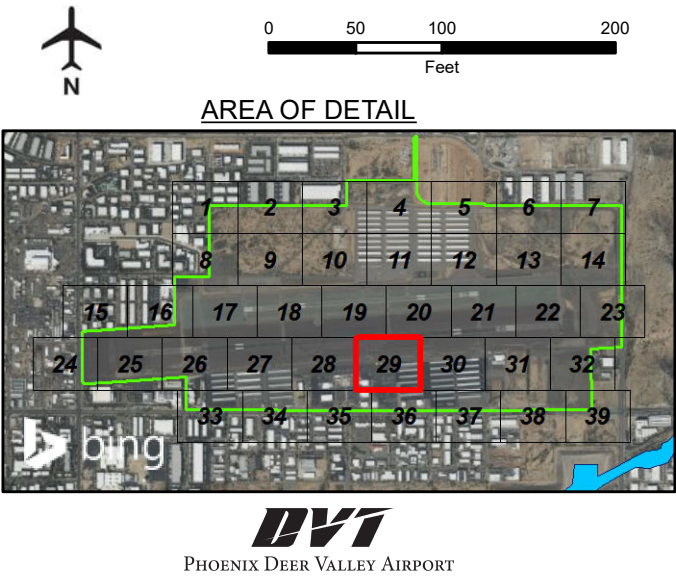 0 50 100 200
Feet
N
AREA OF DETAIL
1 2 3 4 5 6 7
8 9 10 11 12 13 14
15 16 17 18 19 20 21 22 23
24 25 26 27 28 29 30 31 32
33 34 35 36 37 38 39
bing
DVT
PHOENIX DEER VALLEY AIRPORT